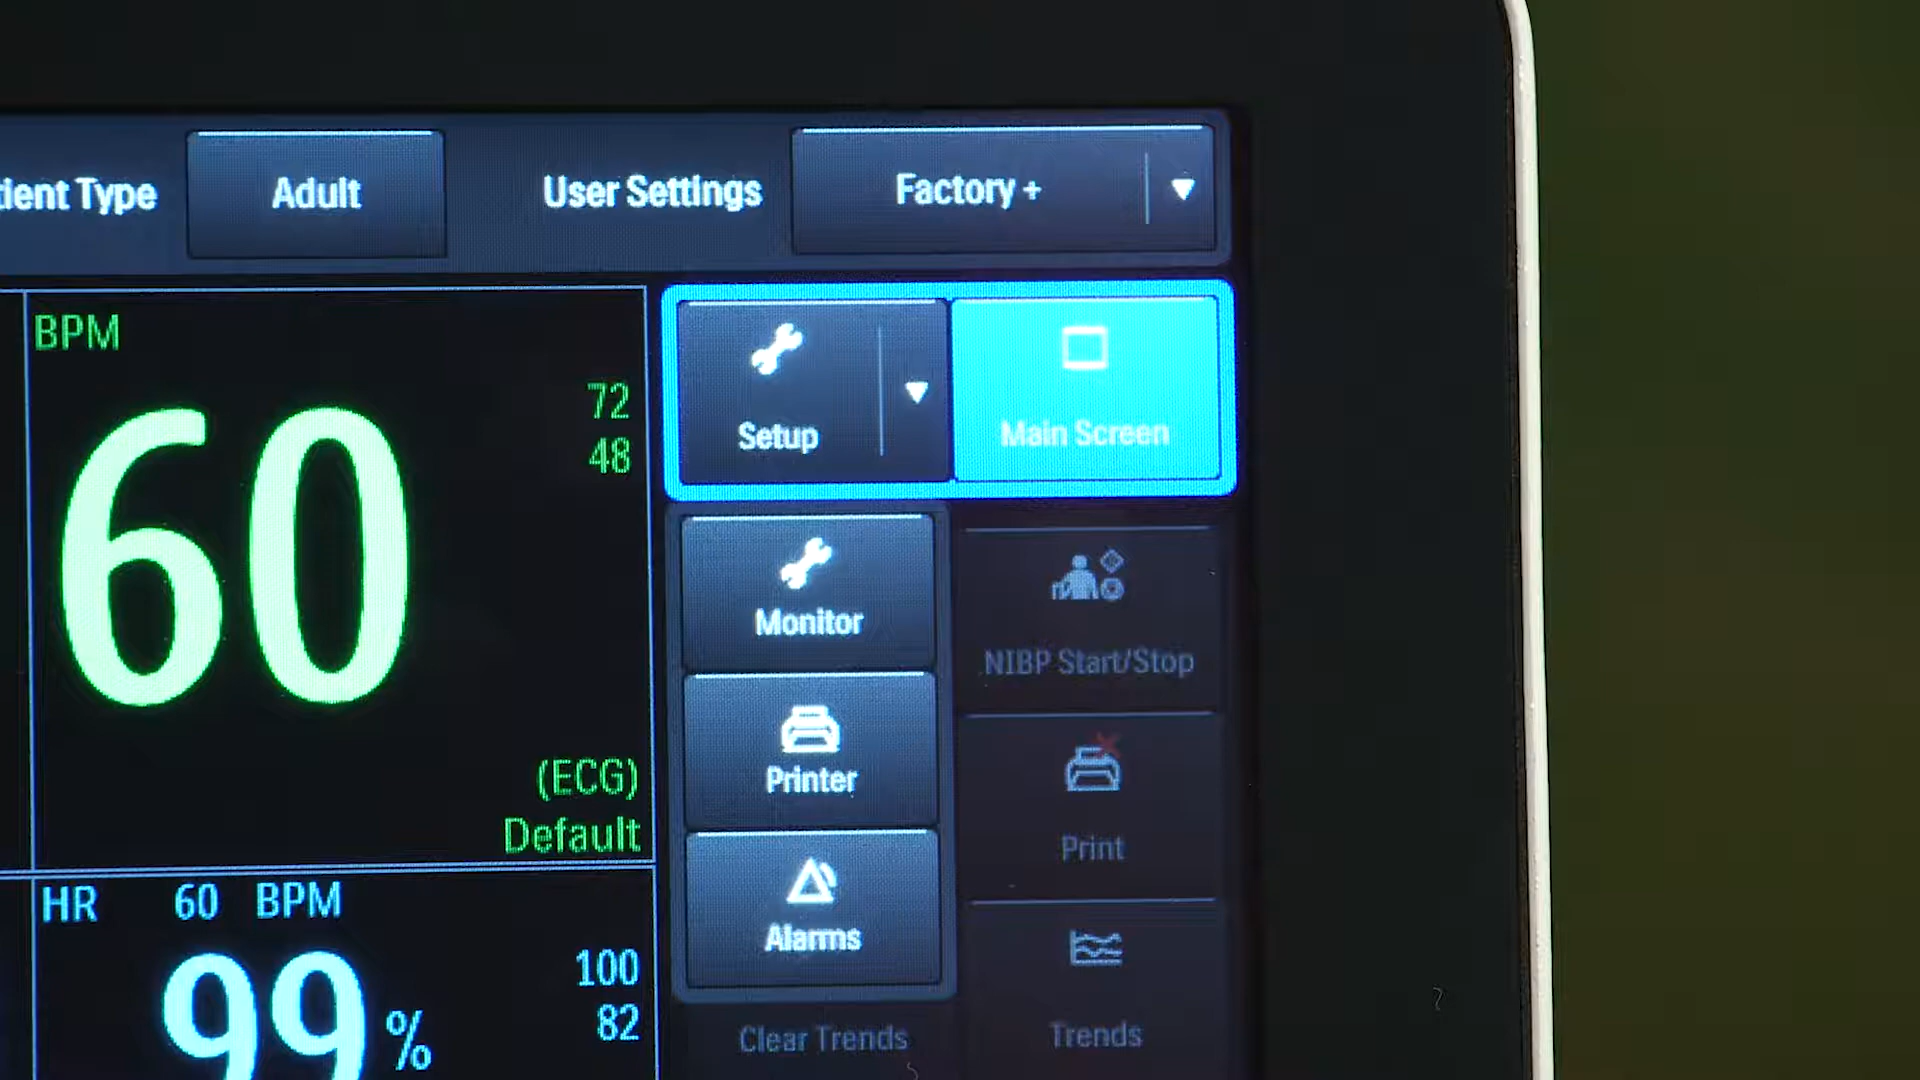 tient Type
Adult
User Settings
Factory +
BPM
72
48
60
(ECG)
Default
HR 60 BPM
100
82
99 %
Setup
Main Screen
Monitor
NIBP Start/Stop
Printer
Print
Alarms
Clear Trends
Trends